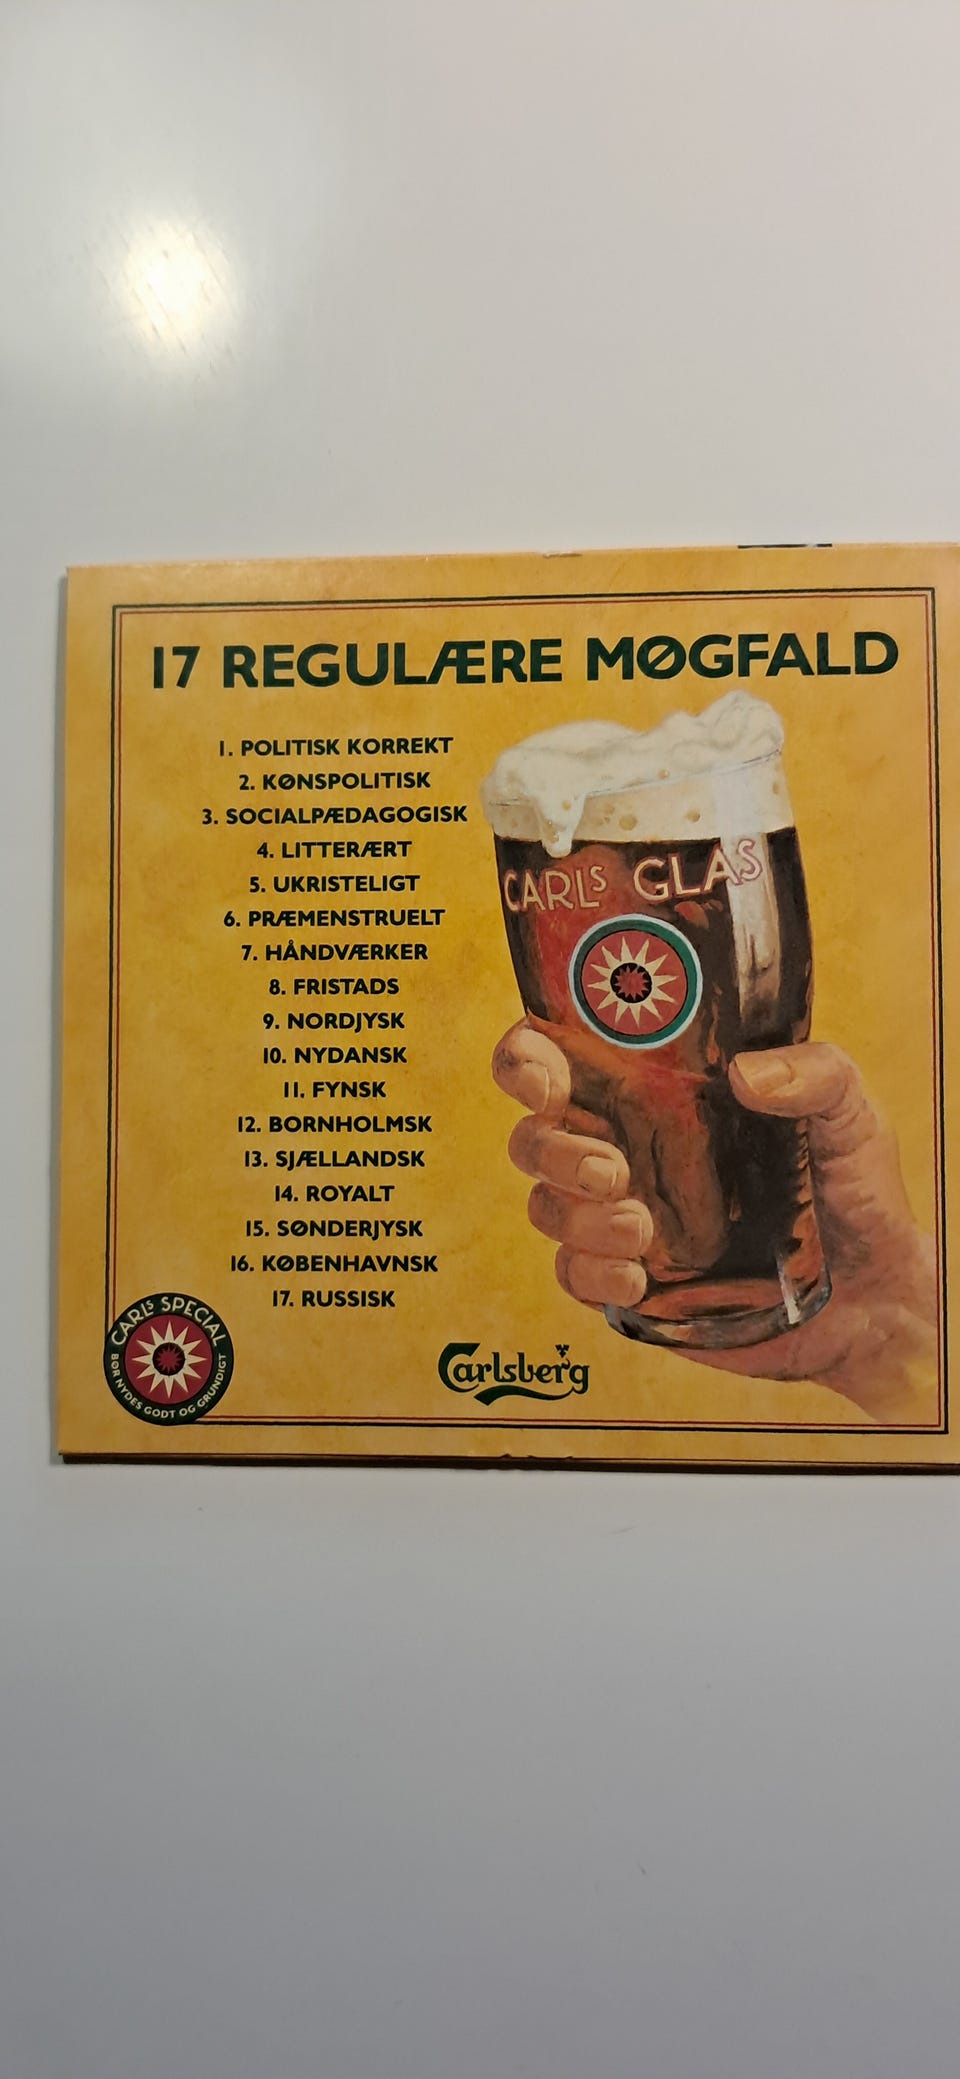 17 REGULÆRE MØGFALD
1. POLITISK KORREKT
2. KØNSPOLITISK
3. SOCIALPÆDAGOGISK
4. LITTERÆRT
5. UKRISTELIGT
6. PRÆMENSTRUELT
7. HÅNDVÆRKER
8. FRISTADS
9. NORDJYSK
10. NYDANSK
11. FYNSK
12. BORNHOLMSK
13. SJÆLLANDSK
14. ROYALT
15. SØNDERJYSK
16. KØBENHAVNSK
17. RUSSISK
CARLS GLAS
CARLS SPECIAL
BØR NYDES GODT OG GRUNDIGT
Carlsberg